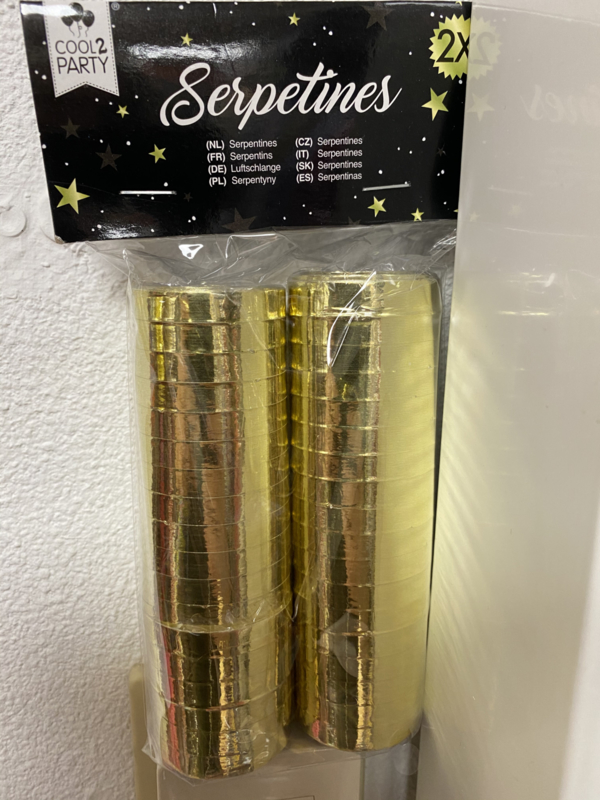 COOL2
PARTY
2X
Serpetines
(NL) Serpentines
(FR) Serpentins
(DE) Luftschlange
(PL) Serpentyny
(CZ) Serpentines
(IT) Serpentines
(SK) Serpentines
(ES) Serpentinas